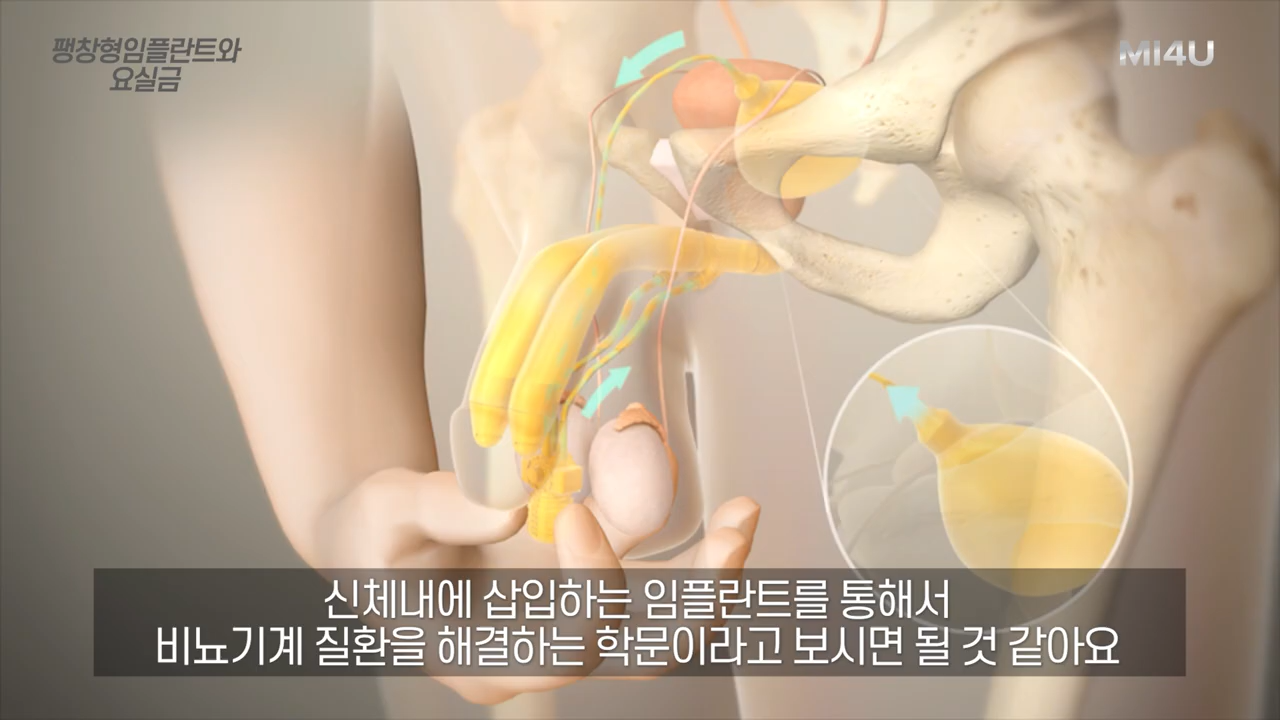 팽창형임플란트와
요실금
MI4U
신체내에 삽입하는 임플란트를 통해서
비뇨기계 질환을 해결하는 학문이라고 보시면 될 것 같아요